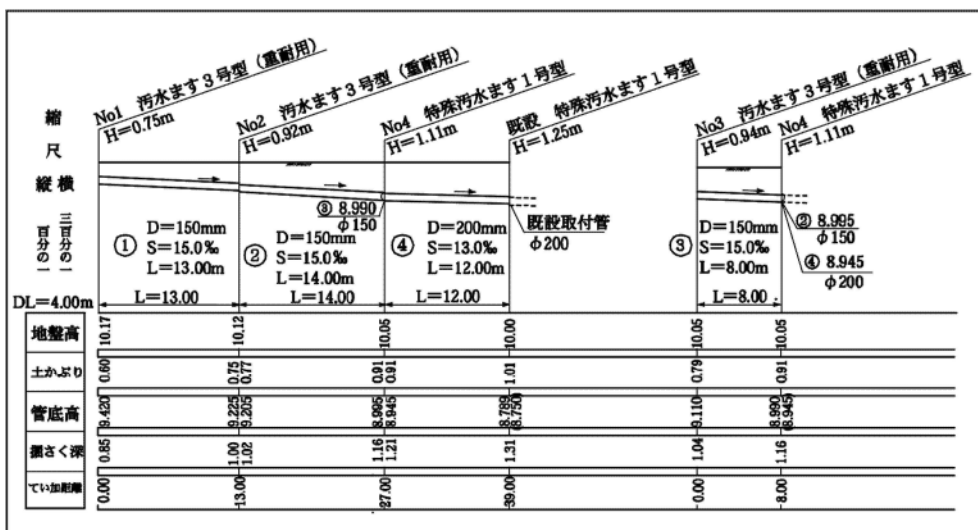 No1 汚水ます3号型（重耐用）
H＝0.75m
No2 汚水ます3号型（重耐用）
H＝0.92m
No4 特殊汚水ます1号型
H＝1.11m
既設 特殊汚水ます1号型
H＝1.25m
No3 汚水ます3号型（重耐用）
H＝0.94m
No4 特殊汚水ます1号型
H＝1.11m
縮尺
縦 百分の一
横 三百分の一
① D＝150mm
S＝15.0‰
L＝13.00m
③ 8.990
φ150
② D＝150mm
S＝15.0‰
L＝14.00m
④ D＝200mm
S＝13.0‰
L＝12.00m
既設取付管
φ200
③ D＝150mm
S＝15.0‰
L＝8.00m
② 8.995
φ150
④ 8.945
φ200
DL＝4.00m
L＝13.00 L＝14.00 L＝12.00 L＝8.00
地盤高 10.17 10.12 10.05 10.00 10.05 10.05
土かぶり 0.60 0.75 0.77 0.91 0.91 1.01 0.79 0.91
管底高 9.420 9.225 9.205 8.995 8.945 8.789 (8.750) 9.110 8.990 (8.945)
掘さく深 0.85 1.00 1.02 1.16 1.21 1.31 1.04 1.16
てい加距離 0.00 13.00 27.00 39.00 0.00 8.00